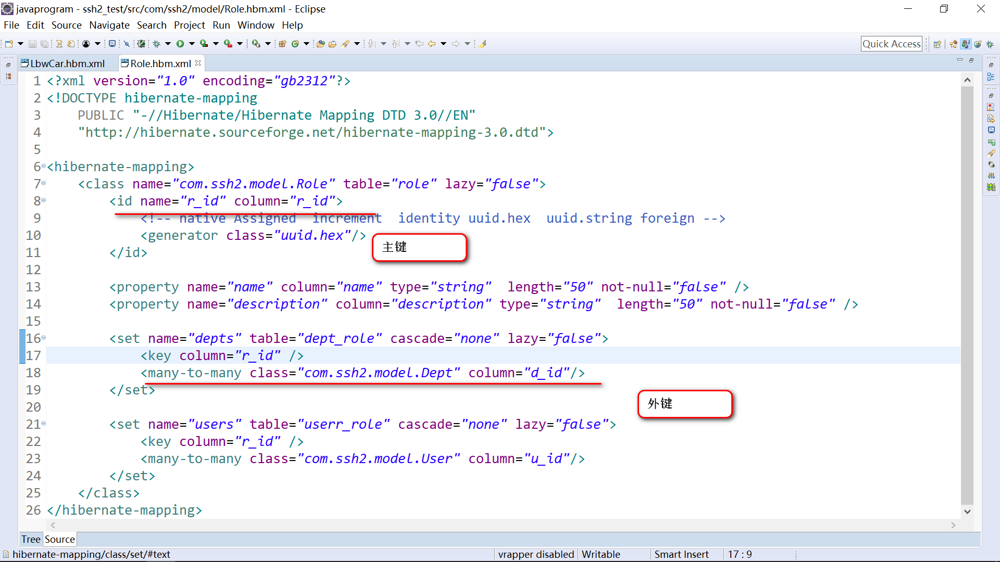 javaprogram - ssh2_test/src/com/ssh2/model/Role.hbm.xml - Eclipse
File Edit Source Navigate Search Project Run Window Help
Quick Access
LbwCar.hbm.xml Role.hbm.xml
1 <?xml version="1.0" encoding="gb2312"?>
2 <!DOCTYPE hibernate-mapping
3     PUBLIC "-//Hibernate/Hibernate Mapping DTD 3.0//EN"
4     "http://hibernate.sourceforge.net/hibernate-mapping-3.0.dtd">
5
6 <hibernate-mapping>
7     <class name="com.ssh2.model.Role" table="role" lazy="false">
8         <id name="r_id" column="r_id">
9             <!-- native Assigned  increment  identity uuid.hex  uuid.string foreign -->
10             <generator class="uuid.hex"/>
主键
11         </id>
12
13         <property name="name" column="name" type="string"  length="50" not-null="false" />
14         <property name="description" column="description" type="string"  length="50" not-null="false" />
15
16         <set name="depts" table="dept_role" cascade="none" lazy="false">
17             <key column="r_id" />
18             <many-to-many class="com.ssh2.model.Dept" column="d_id"/>
19         </set>
外键
20
21         <set name="users" table="userr_role" cascade="none" lazy="false">
22             <key column="r_id" />
23             <many-to-many class="com.ssh2.model.User" column="u_id"/>
24         </set>
25     </class>
26 </hibernate-mapping>
Tree Source
hibernate-mapping/class/set/#text vrapper disabled Writable Smart Insert 17 : 9